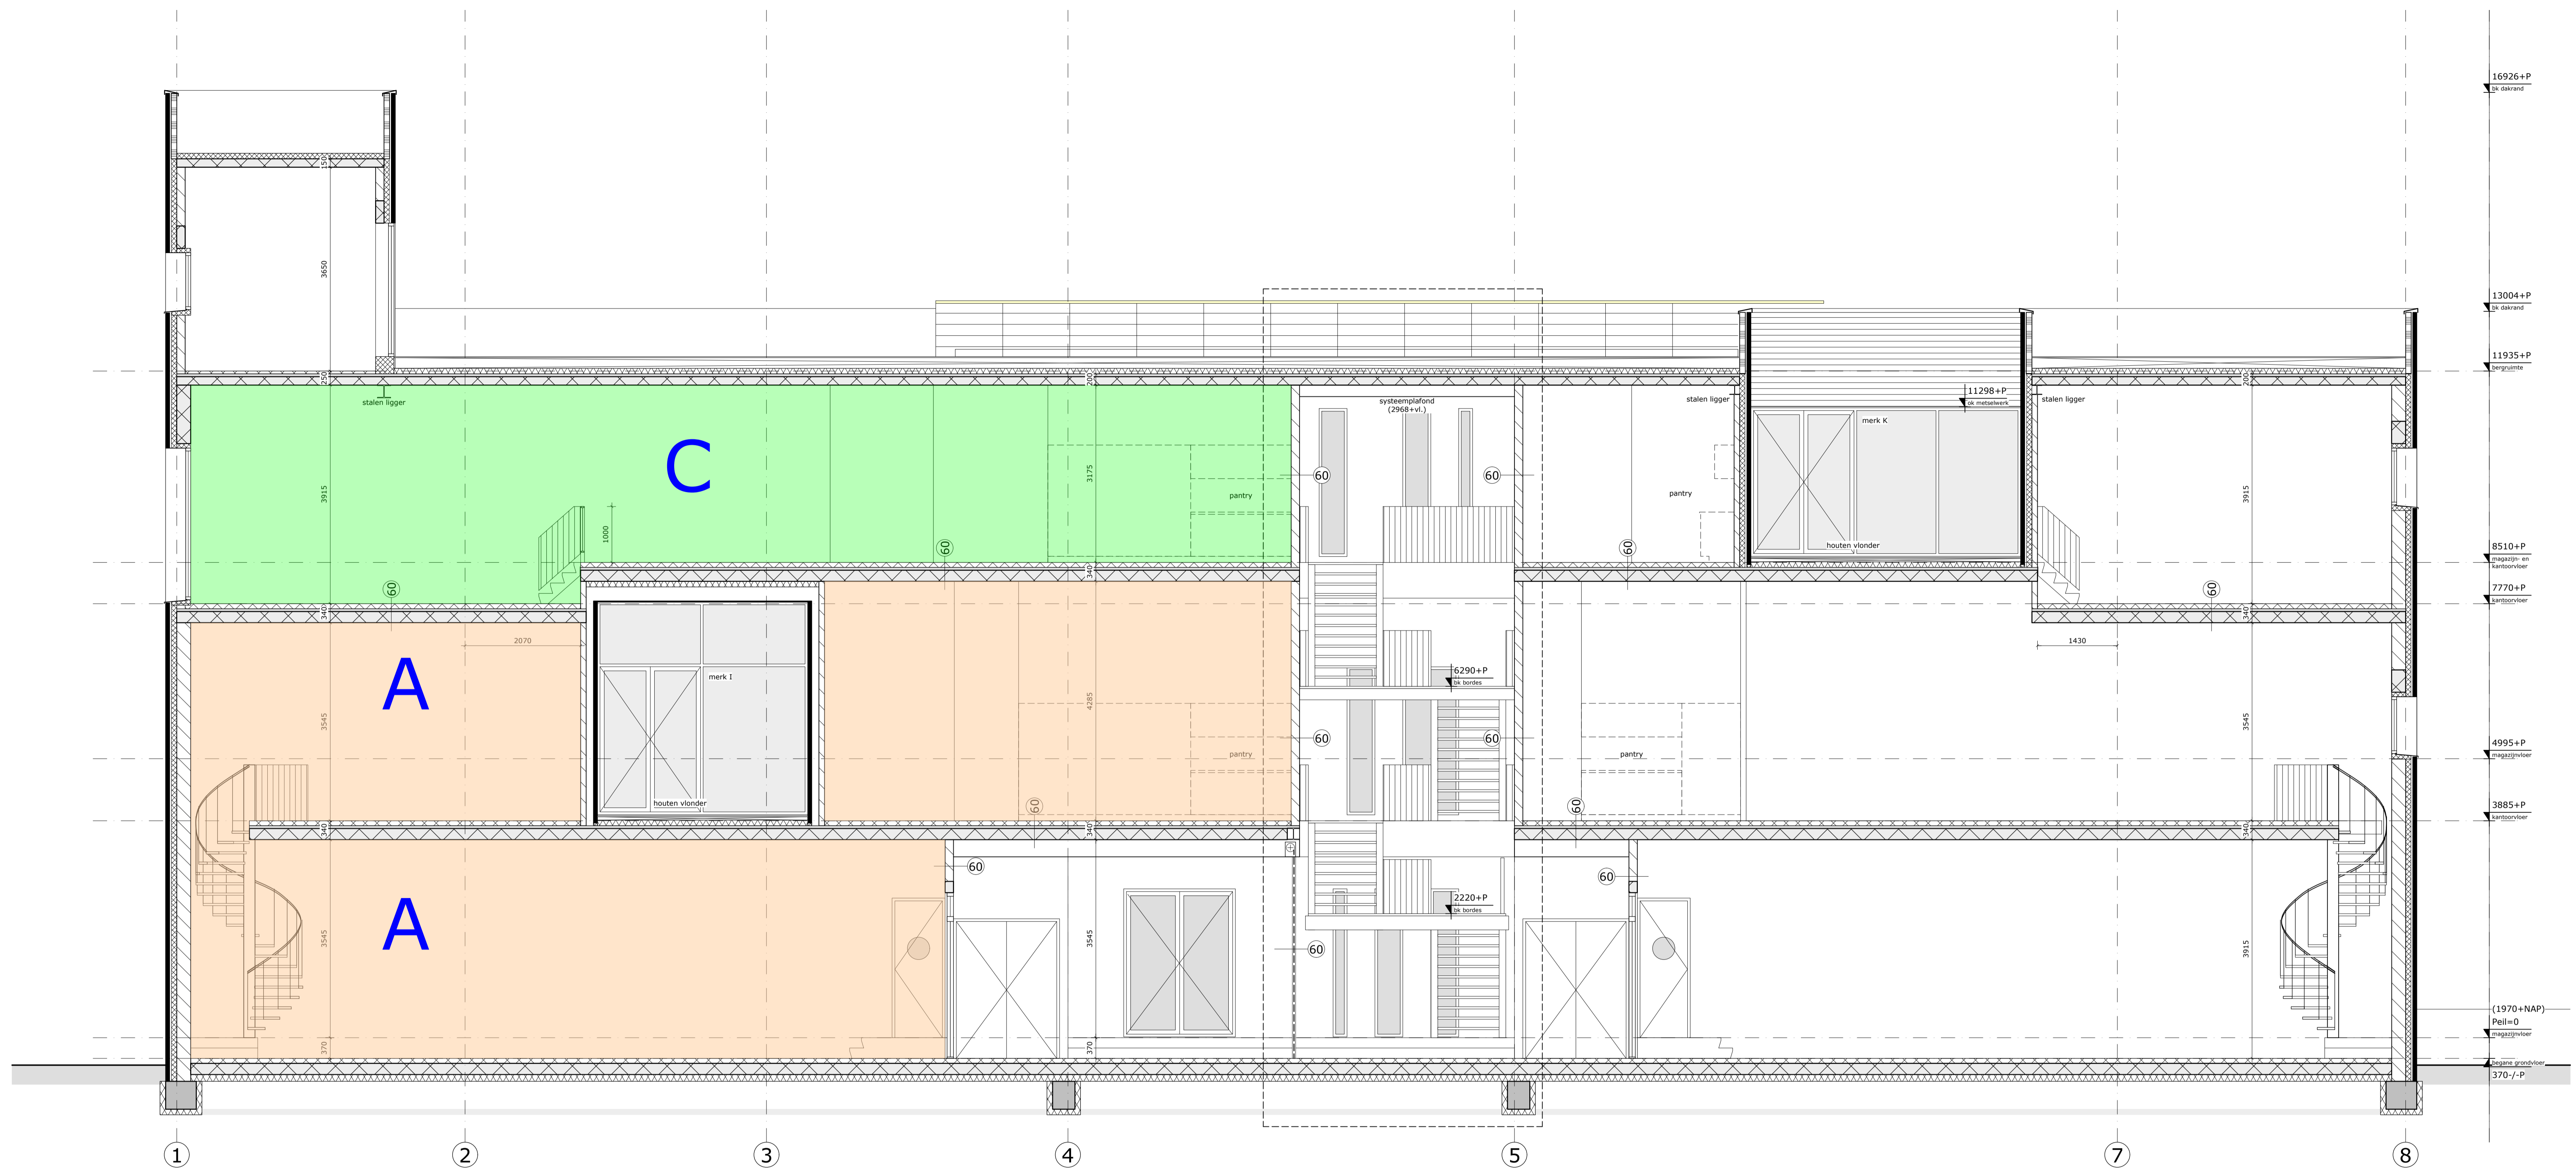 16926+P
bk dakrand
150
3650
13004+P
bk dakrand
11935+P
bergruimte
250
200
200
stalen ligger
systeemplafond
(2968+vl.)
stalen ligger
11298+P
ok metselwerk
stalen ligger
merk K
C
3915
3175
pantry
60
60
pantry
3915
1000
60
60
houten vlonder
8510+P
magazijn- en
kantoorvloer
60
340
60
7770+P
kantoorvloer
340
340
2070
1430
A
merk I
6290+P
bk bordes
3545
4285
3545
pantry
60
60
pantry
4995+P
magazijnvloer
houten vlonder
60
60
3885+P
kantoorvloer
340
340
340
60
60
A
2220+P
bk bordes
3545
3545
60
3915
(1970+NAP)
Peil=0
magazijnvloer
370
370
begane grondvloer
370-/-P
1
2
3
4
5
7
8